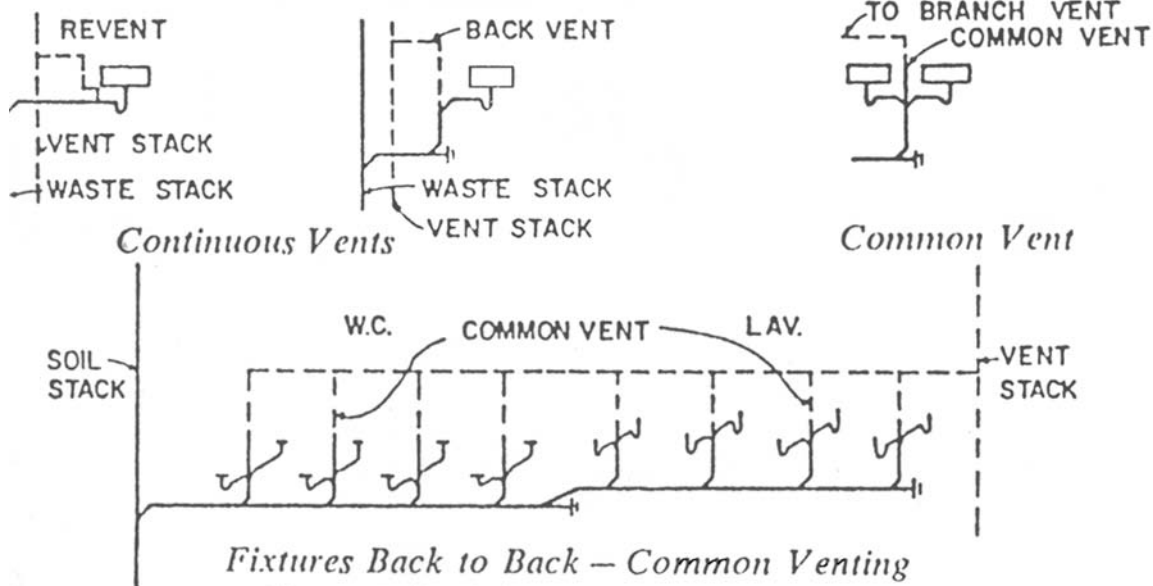 REVENT
VENT STACK
WASTE STACK
BACK VENT
WASTE STACK
VENT STACK
Continuous Vents
TO BRANCH VENT
COMMON VENT
Common Vent
SOIL
STACK
W.C.
COMMON VENT
LAV.
VENT
STACK
Fixtures Back to Back – Common Venting